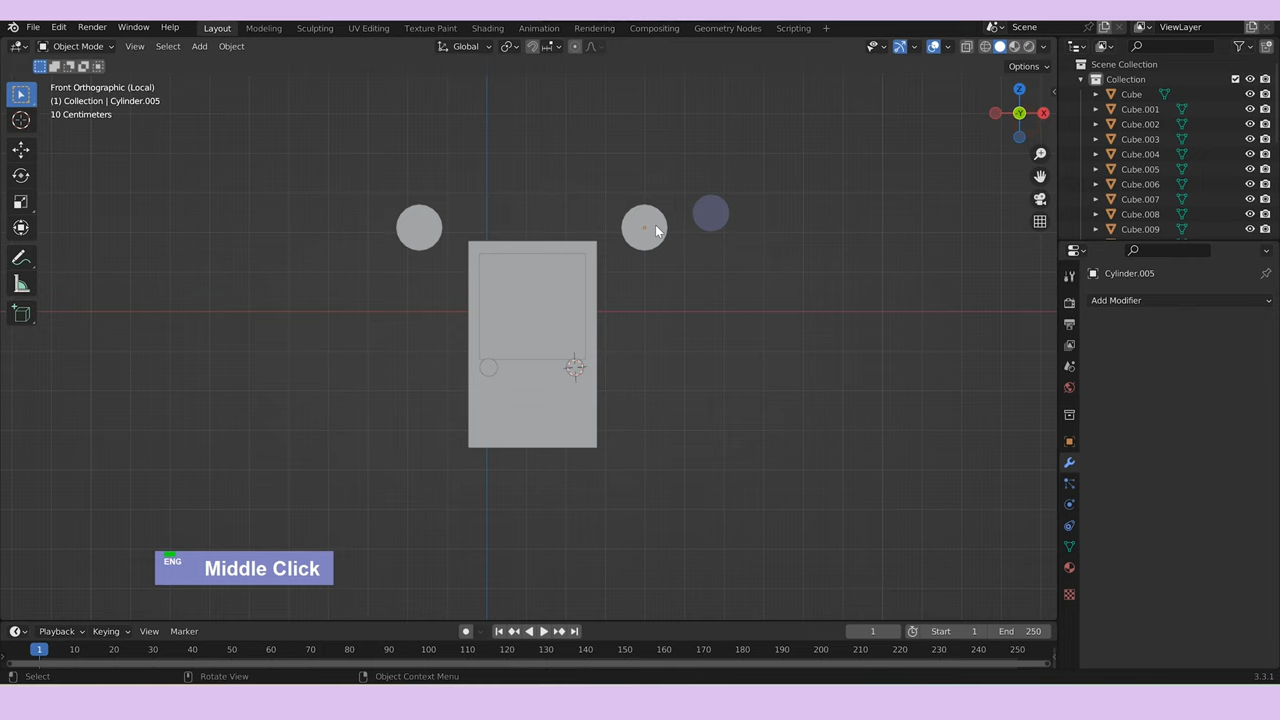 File Edit Render Window Help Layout Modeling Sculpting UV Editing Texture Paint Shading Animation Rendering Compositing Geometry Nodes Scripting + Scene ViewLayer
Object Mode View Select Add Object Global
Options
Front Orthographic (Local)
(1) Collection | Cylinder.005
10 Centimeters
Z
Y
X
Scene Collection
Collection
Cube
Cube.001
Cube.002
Cube.003
Cube.004
Cube.005
Cube.006
Cube.007
Cube.008
Cube.009
Cylinder.005
Add Modifier
ENG Middle Click
Playback Keying View Marker 1 Start 1 End 250
1 10 20 30 40 50 60 70 80 90 100 110 120 130 140 150 160 170 180 190 200 210 220 230 240 250
Select Rotate View Object Context Menu 3.3.1